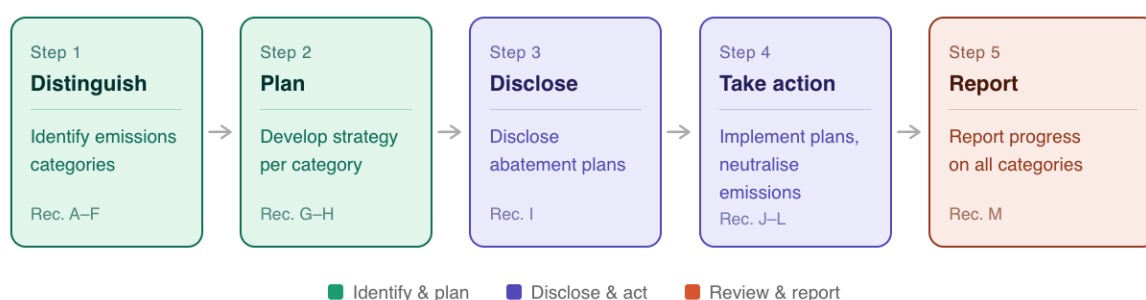 Step 1
Distinguish
Identify emissions
categories
Rec. A–F
Step 2
Plan
Develop strategy
per category
Rec. G–H
Step 3
Disclose
Disclose
abatement plans
Rec. I
Step 4
Take action
Implement plans,
neutralise
emissions
Rec. J–L
Step 5
Report
Report progress
on all categories
Rec. M
Identify & plan
Disclose & act
Review & report